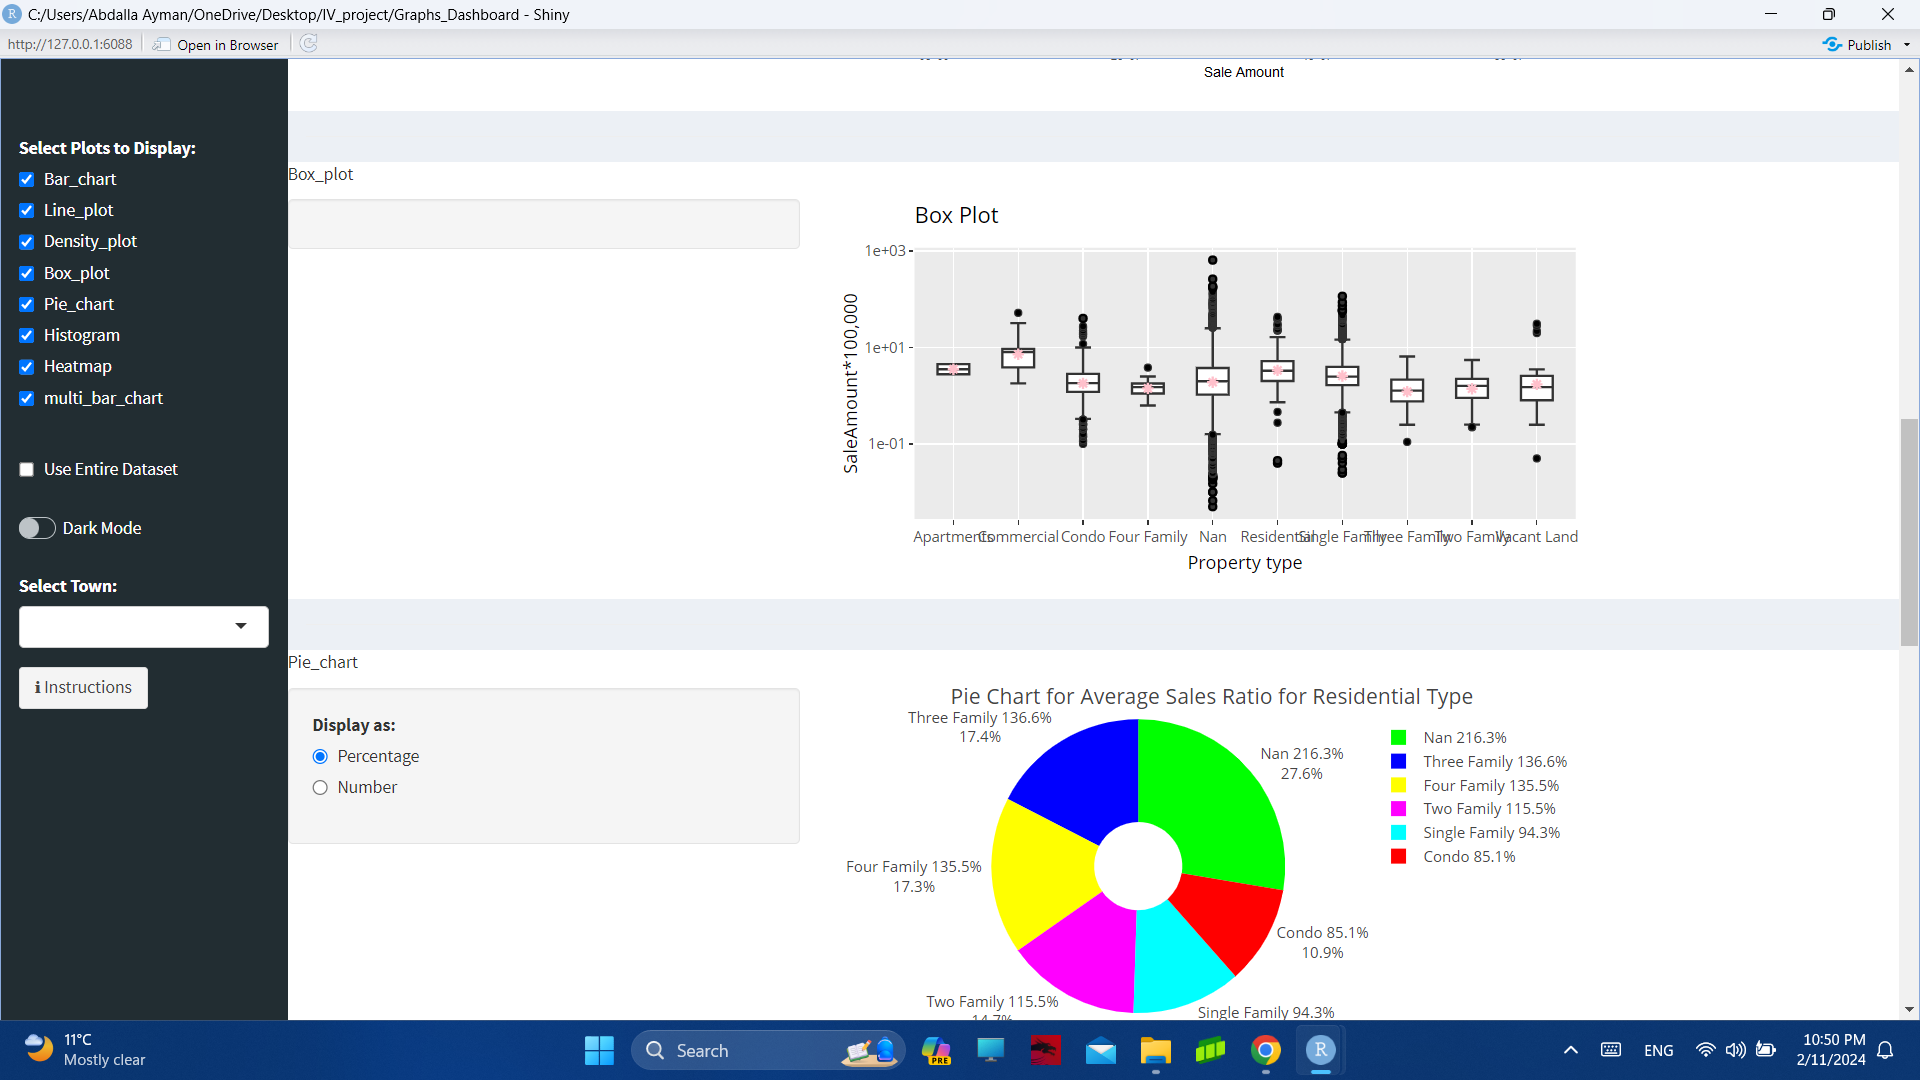 C:/Users/Abdalla Ayman/OneDrive/Desktop/IV_project/Graphs_Dashboard - Shiny
http://127.0.0.1:6088
Open in Browser
Publish
Select Plots to Display:
Bar_chart
Line_plot
Density_plot
Box_plot
Pie_chart
Histogram
Heatmap
multi_bar_chart
Use Entire Dataset
Dark Mode
Select Town:
i Instructions
Sale Amount
Box_plot
Box Plot
1e+03
1e+01
1e-01
SaleAmount*100,000
Apartments Commercial Condo Four Family Nan Residential Single Family Three Family Two Family Vacant Land
Property type
Pie_chart
Display as:
Percentage
Number
Pie Chart for Average Sales Ratio for Residential Type
Three Family 136.6%
17.4%
Nan 216.3%
27.6%
Four Family 135.5%
17.3%
Condo 85.1%
10.9%
Two Family 115.5%
14.7%
Single Family 94.3%
Nan 216.3%
Three Family 136.6%
Four Family 135.5%
Two Family 115.5%
Single Family 94.3%
Condo 85.1%
11°C
Mostly clear
Search
PRE
R
ENG
10:50 PM
2/11/2024